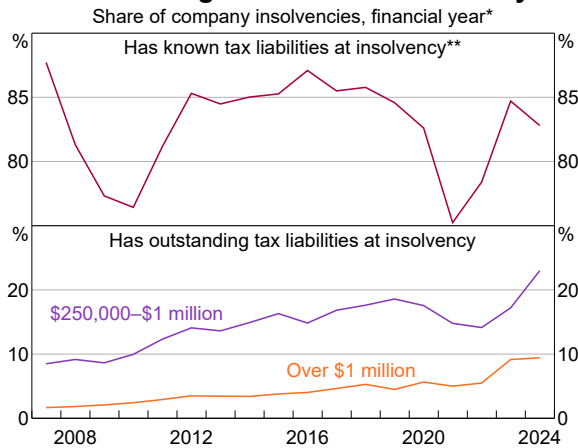 Share of company insolvencies, financial year*
% Has known tax liabilities at insolvency** %
85 85
80 80
% Has outstanding tax liabilities at insolvency %
20 20
$250,000–$1 million
10 10
Over $1 million
0 0
2008 2012 2016 2020 2024